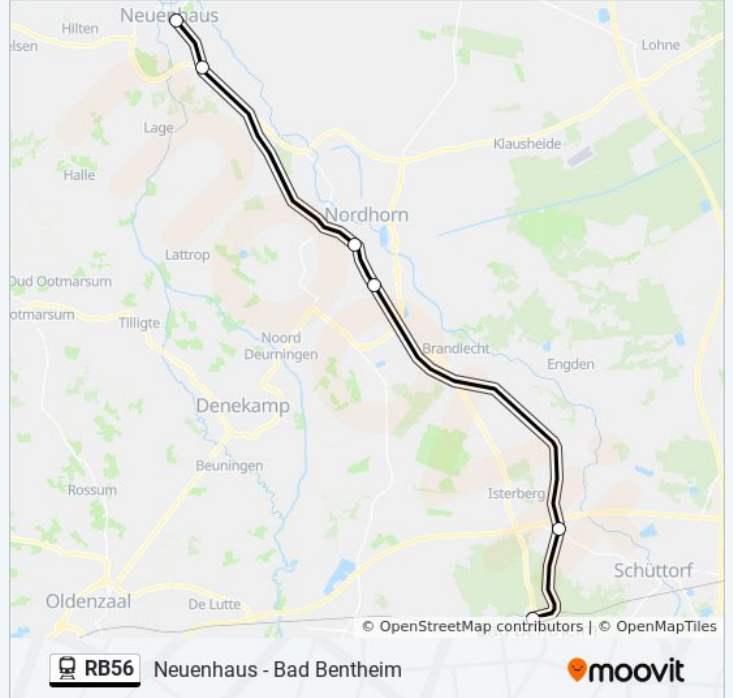 Neuenhaus
Hilten
elsen
Lohne
Lage
Klausheide
Halle
Nordhorn
Lattrop
Oud Ootmarsum
otmarsum
Tilligte
Noord
Deurningen
Brandlecht
Engden
Denekamp
Beuningen
Rossum
Isterberg
Schüttorf
Oldenzaal
De Lutte
© OpenStreetMap contributors | © OpenMapTiles
RB56 Neuenhaus - Bad Bentheim
moovit